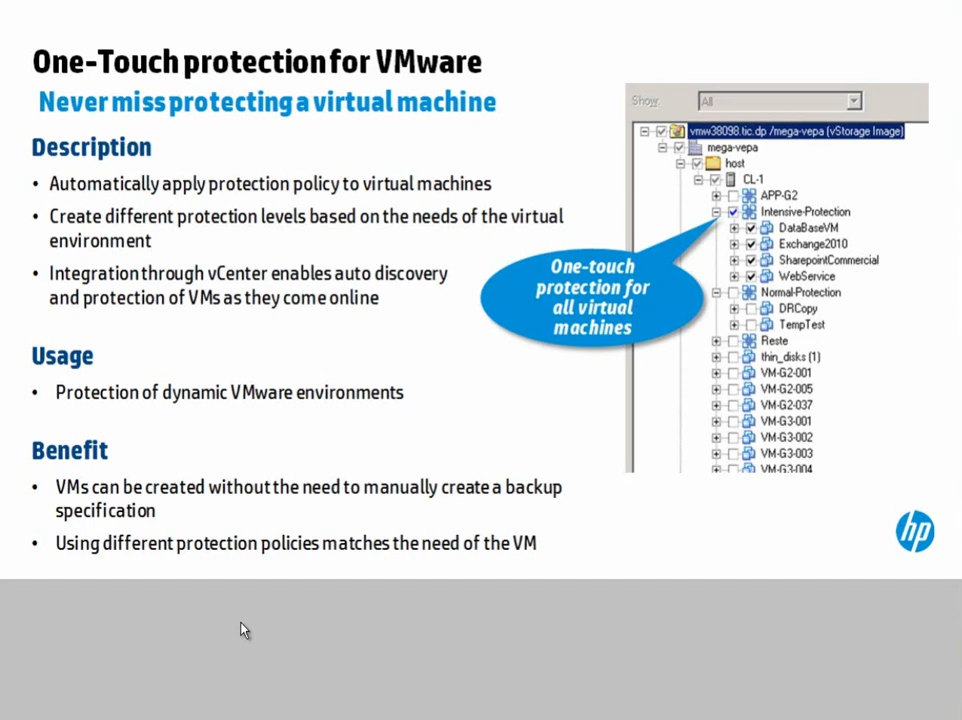 One-Touch protection for VMware
Never miss protecting a virtual machine
Description
• Automatically apply protection policy to virtual machines
• Create different protection levels based on the needs of the virtual
environment
• Integration through vCenter enables auto discovery
and protection of VMs as they come online
Usage
• Protection of dynamic VMware environments
Benefit
• VMs can be created without the need to manually create a backup
specification
• Using different protection policies matches the need of the VM
One-touch
protection for
all virtual
machines
Show: All
vmw38098.tic.dp /mega-vepa [vStorage Image]
mega-vepa
host
CL-1
APP-G2
Intensive-Protection
DataBaseVM
Exchange2010
SharepointCommercial
WebService
Normal-Protection
DRCopy
TempTest
Reste
thin_disks (1)
VM-G2-001
VM-G2-005
VM-G2-037
VM-G3-001
VM-G3-002
VM-G3-003
VM-G3-004
hp